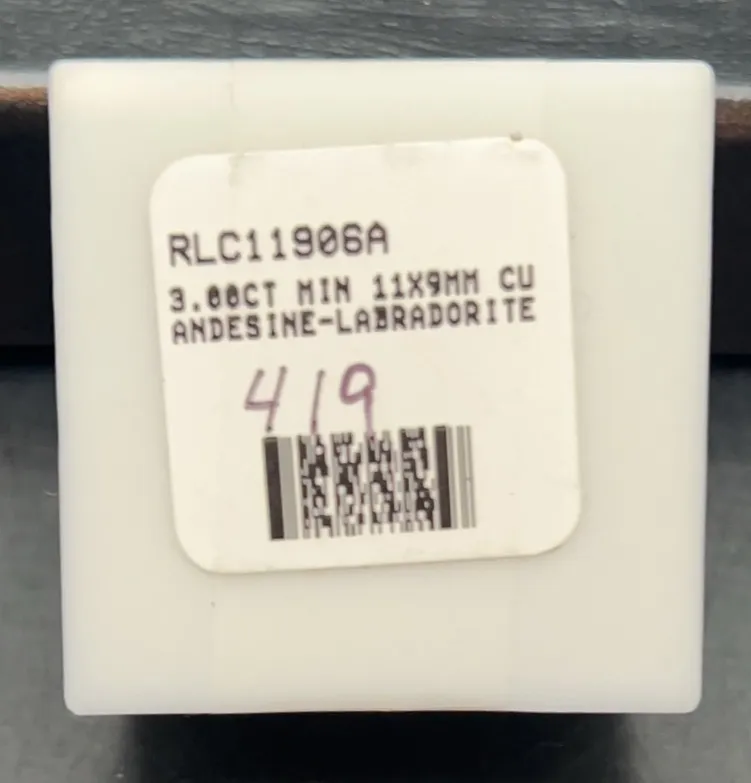 RLC11906A
3.00CT MIN 11X9MM CU
ANDESINE-LABRADORITE
419